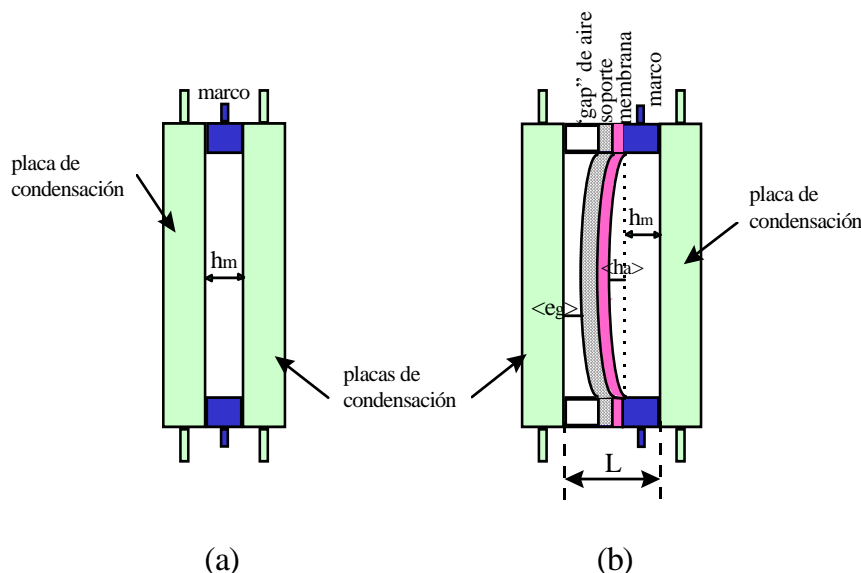 marco
placa de
condensación
hm
placas de
condensación
(a)
“gap” de aire
soporte
membrana
marco
placa de
condensación
hm
<ha>
<eg>
L
(b)